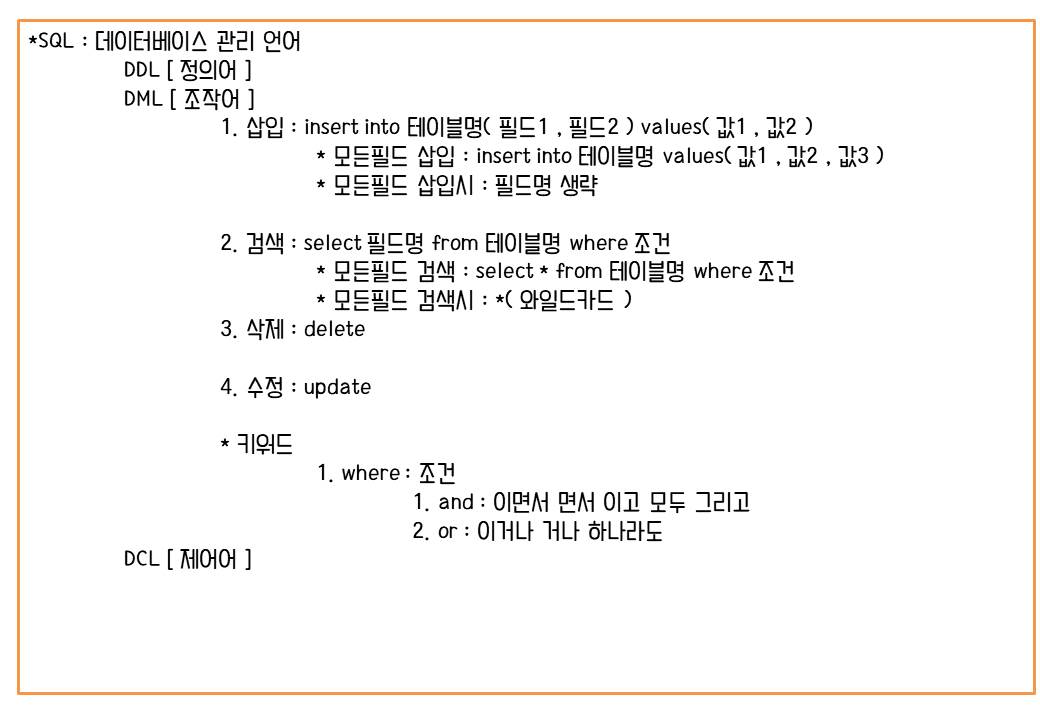 *SQL : 데이터베이스 관리 언어
DDL [ 정의어 ]
DML [ 조작어 ]
1. 삽입 : insert into 테이블명( 필드1 , 필드2 ) values( 값1 , 값2 )
* 모든필드 삽입 : insert into 테이블명 values( 값1 , 값2 , 값3 )
* 모든필드 삽입시 : 필드명 생략
2. 검색 : select 필드명 from 테이블명 where 조건
* 모든필드 검색 : select * from 테이블명 where 조건
* 모든필드 검색시 : *( 와일드카드 )
3. 삭제 : delete
4. 수정 : update
* 키워드
1. where : 조건
1. and : 이면서 면서 이고 모두 그리고
2. or : 이거나 거나 하나라도
DCL [ 제어어 ]